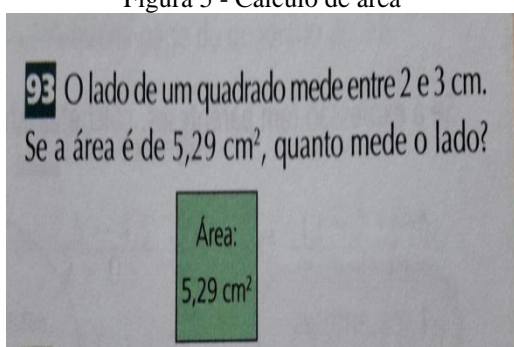 Figura 5 - Cálculo de área
93 O lado de um quadrado mede entre 2 e 3 cm.
Se a área é de 5,29 cm², quanto mede o lado?
Área:
5,29 cm²